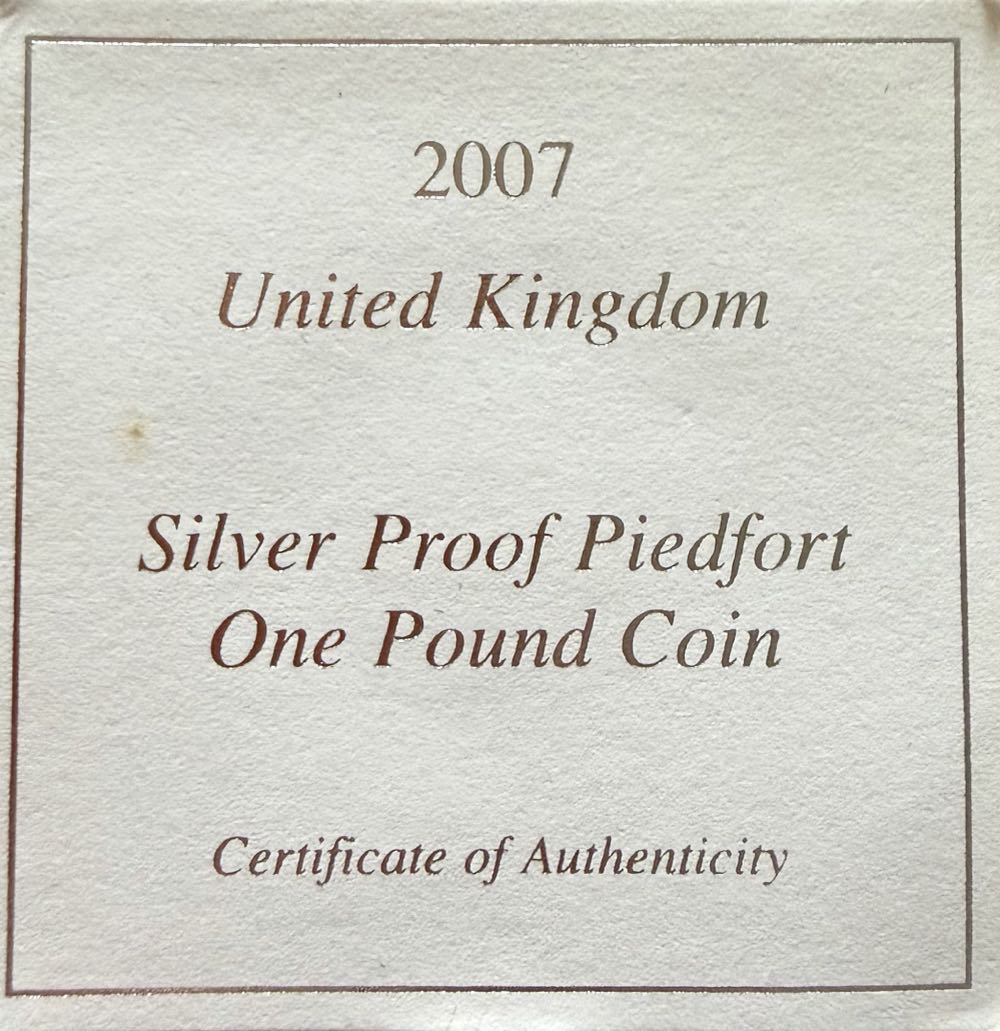 2007
United Kingdom
Silver Proof Piedfort
One Pound Coin
Certificate of Authenticity